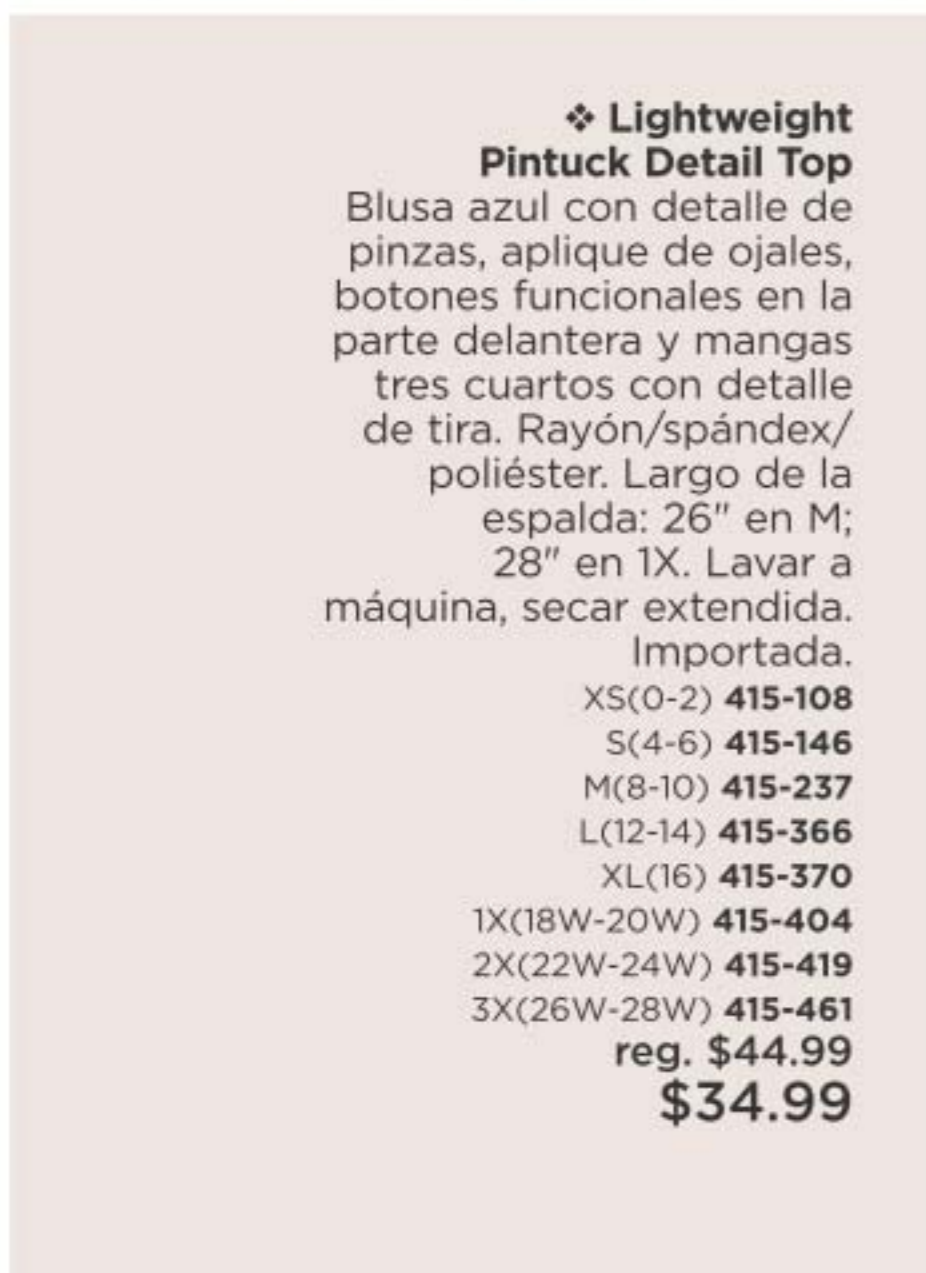 ❖ Lightweight
Pintuck Detail Top
Blusa azul con detalle de
pinzas, aplique de ojales,
botones funcionales en la
parte delantera y mangas
tres cuartos con detalle
de tira. Rayón/spándex/
poliéster. Largo de la
espalda: 26" en M;
28" en 1X. Lavar a
máquina, secar extendida.
Importada.
XS(0-2) 415-108
S(4-6) 415-146
M(8-10) 415-237
L(12-14) 415-366
XL(16) 415-370
1X(18W-20W) 415-404
2X(22W-24W) 415-419
3X(26W-28W) 415-461
reg. $44.99
$34.99